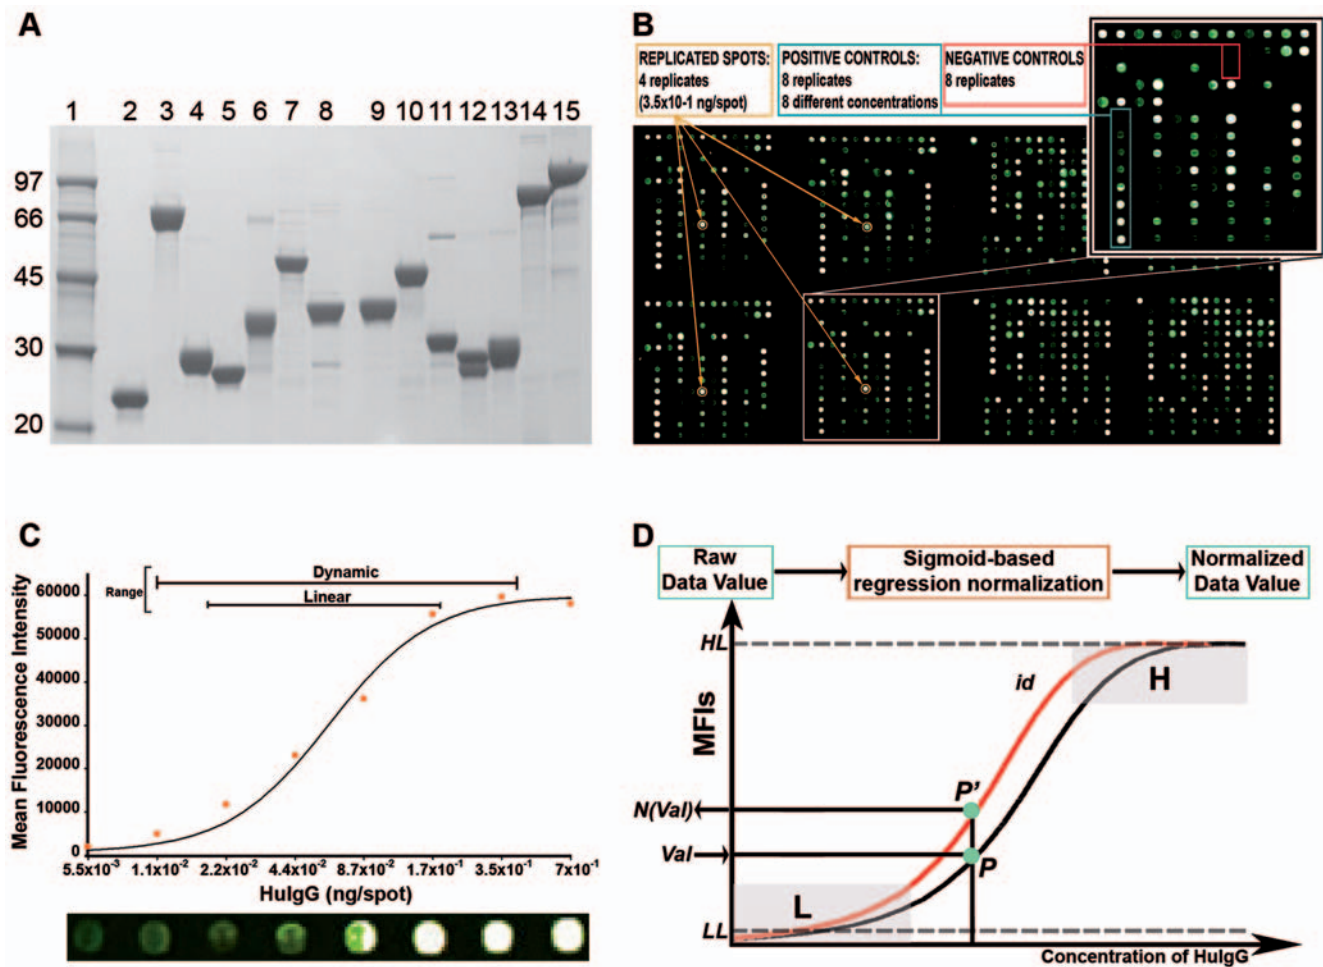 A
1 2 3 4 5 6 7 8 9 10 11 12 13 14 15
97
66
45
30
20
B
REPLICATED SPOTS:
4 replicates
(3.5x10-1 ng/spot)
POSITIVE CONTROLS:
8 replicates
8 different concentrations
NEGATIVE CONTROLS
8 replicates
C
Mean Fluorescence Intensity
Range
Dynamic
Linear
60000
50000
40000
30000
20000
10000
0
5.5x10⁻³ 1.1x10⁻² 2.2x10⁻² 4.4x10⁻² 8.7x10⁻² 1.7x10⁻¹ 3.5x10⁻¹ 7x10⁻¹
HuIgG (ng/spot)
D
Raw
Data Value
Sigmoid-based
regression normalization
Normalized
Data Value
MFIs
HL
id
H
N(Val)
P'
Val
P
L
LL
Concentration of HuIgG